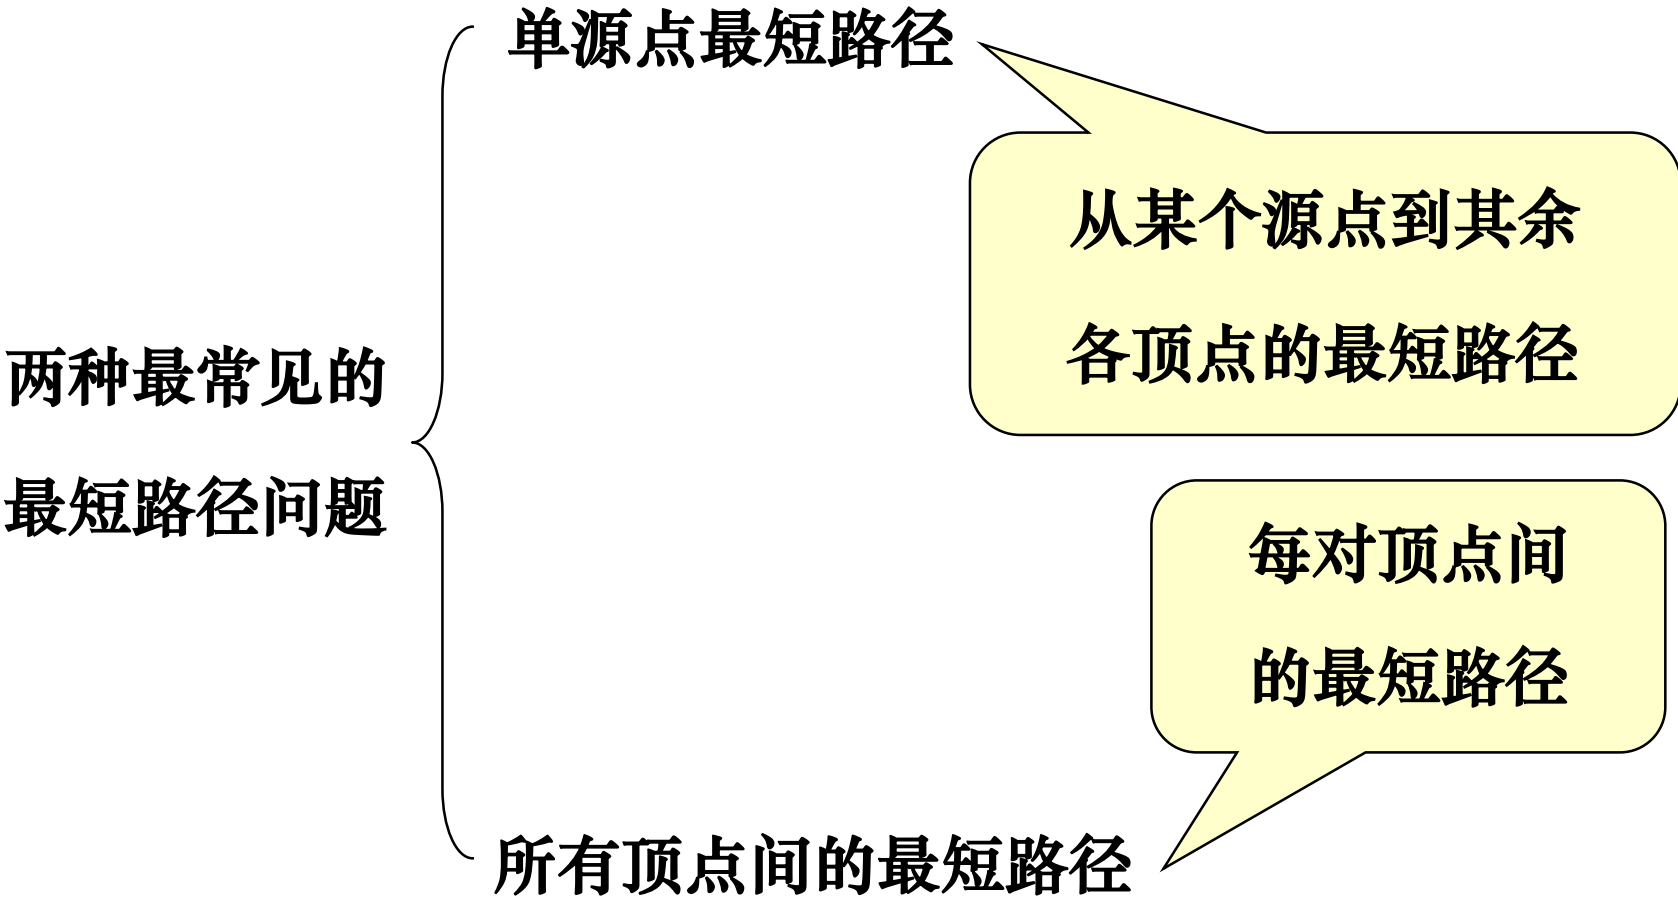 单源点最短路径
从某个源点到其余
各顶点的最短路径
两种最常见的
最短路径问题
每对顶点间
的最短路径
所有顶点间的最短路径